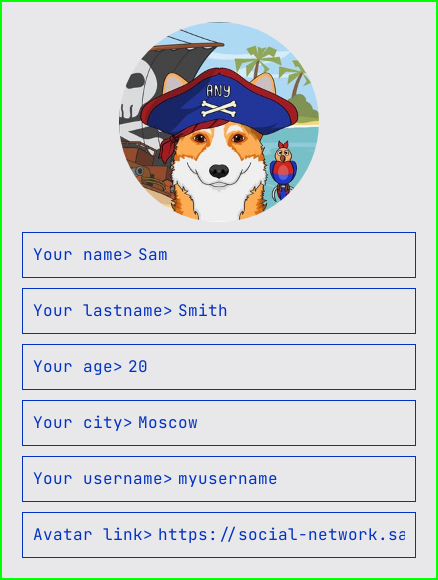 ANY
Your name> Sam
Your lastname> Smith
Your age> 20
Your city> Moscow
Your username> myusername
Avatar link> https://social-network.sa